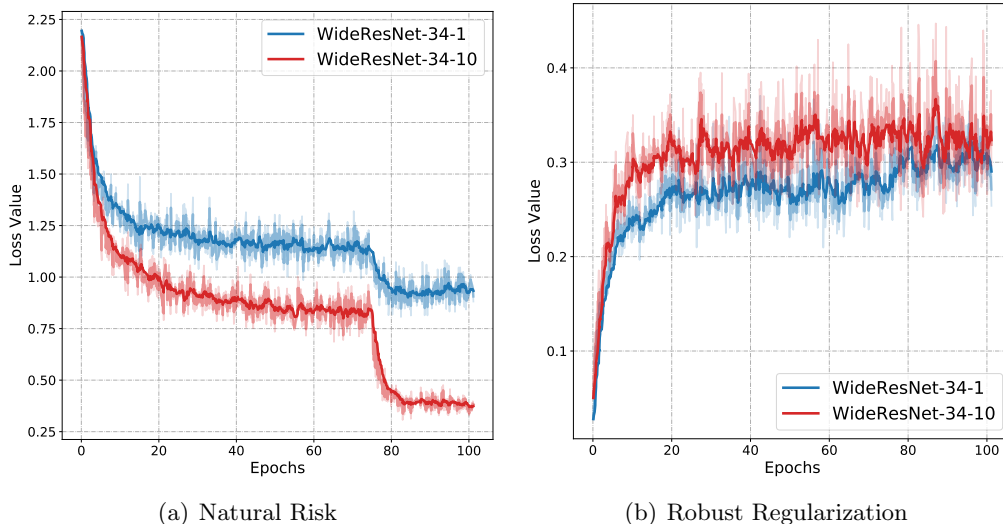 2.25
2.00
1.75
1.50
1.25
1.00
0.75
0.50
0.25
Loss Value
WideResNet-34-1
WideResNet-34-10
0 20 40 60 80 100
Epochs
(a) Natural Risk
0.4
0.3
0.2
0.1
Loss Value
WideResNet-34-1
WideResNet-34-10
0 20 40 60 80 100
Epochs
(b) Robust Regularization